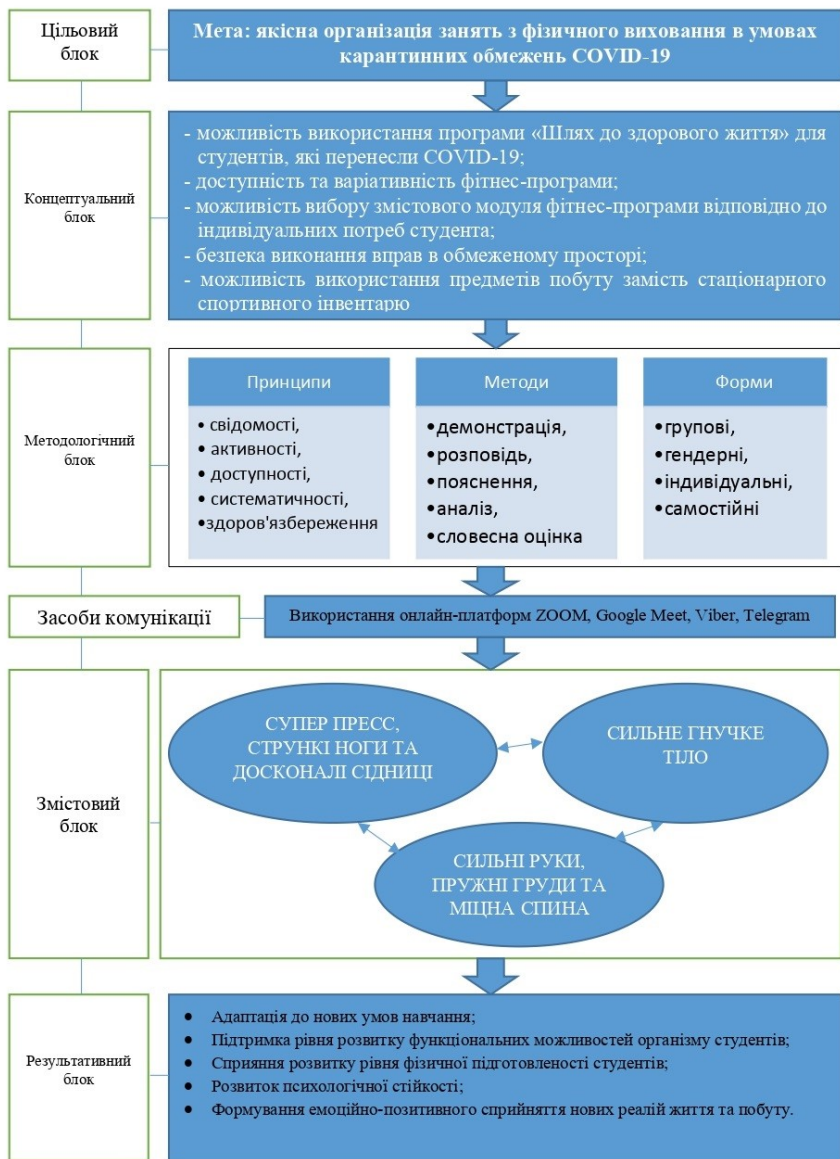 Цільовий
блок
Мета: якісна організація занять з фізичного виховання в умовах
карантинних обмежень COVID-19
Концептуальний
блок
- можливість використання програми «Шлях до здорового життя» для
студентів, які перенесли COVID-19;
- доступність та варіативність фітнес-програми;
- можливість вибору змістового модуля фітнес-програми відповідно до
індивідуальних потреб студента;
- безпека виконання вправ в обмеженому просторі;
- можливість використання предметів побуту замість стаціонарного
спортивного інвентарю
Методологічний
блок
Принципи
• свідомості,
• активності,
• доступності,
• систематичності,
•здоров'язбереження
Методи
•демонстрація,
•розповідь,
•пояснення,
•аналіз,
•словесна оцінка
Форми
•групові,
•гендерні,
•індивідуальні,
•самостійні
Засоби комунікації
Використання онлайн-платформ ZOOM, Google Meet, Viber, Telegram
Змістовий
блок
СУПЕР ПРЕСС,
СТРУНКІ НОГИ ТА
ДОСКОНАЛІ СІДНИЦІ
СИЛЬНЕ ГНУЧКЕ
ТІЛО
СИЛЬНІ РУКИ,
ПРУЖНІ ГРУДИ ТА
МІЦНА СПИНА
Результативний
блок
● Адаптація до нових умов навчання;
● Підтримка рівня розвитку функціональних можливостей організму студентів;
● Сприяння розвитку рівня фізичної підготовленості студентів;
● Розвиток психологічної стійкості;
● Формування емоційно-позитивного сприйняття нових реалій життя та побуту.